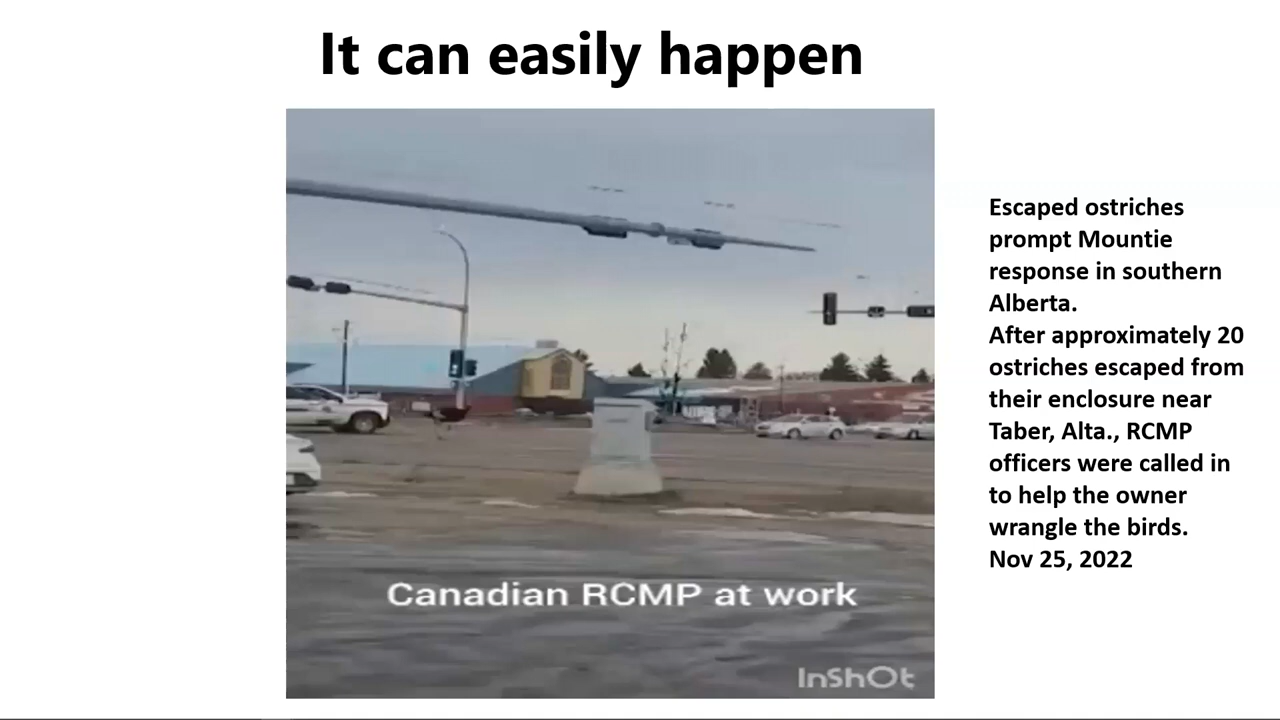 It can easily happen
Escaped ostriches
prompt Mountie
response in southern
Alberta.
After approximately 20
ostriches escaped from
their enclosure near
Taber, Alta., RCMP
officers were called in
to help the owner
wrangle the birds.
Nov 25, 2022
Canadian RCMP at work
InShOt